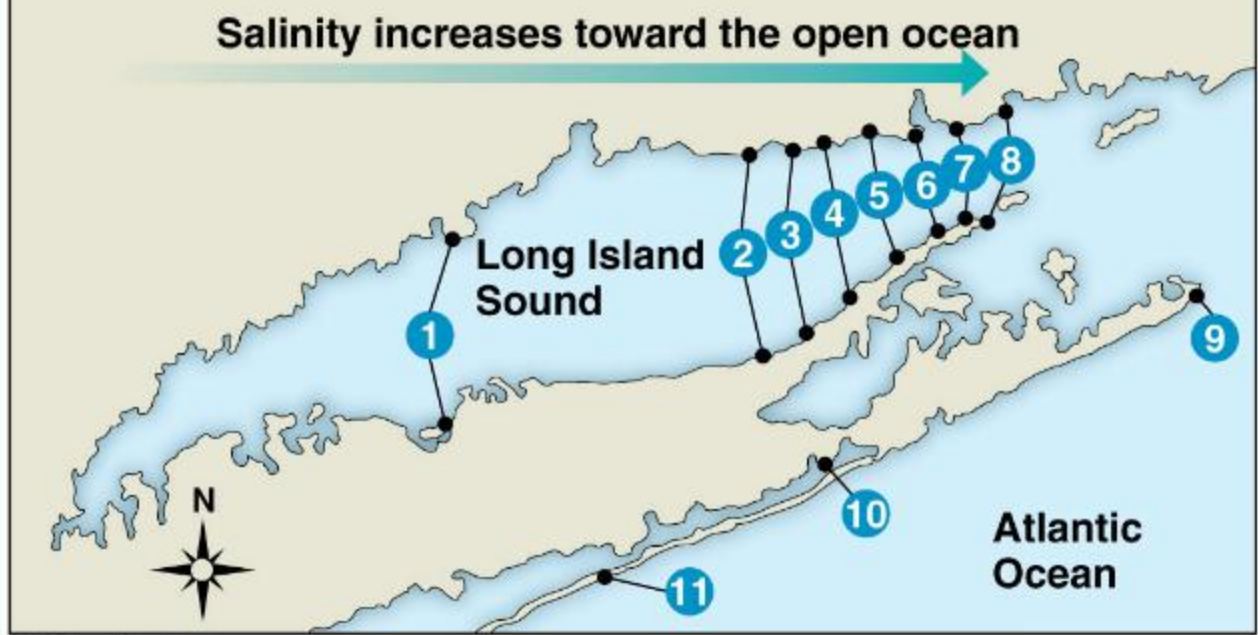 Salinity increases toward the open ocean
8
7
6
5
4
3
2
Long Island
Sound
1
9
N
10
Atlantic
Ocean
11